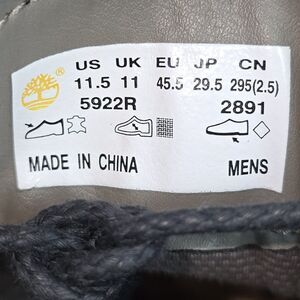 US UK EU JP CN
11.5 11 45.5 29.5 295(2.5)
5922R 2891
MADE IN CHINA MENS